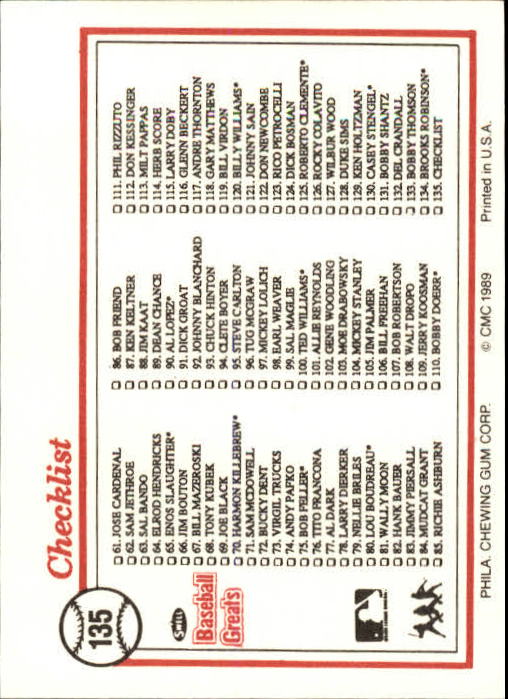 135
Checklist
SWELL
Baseball
Greats
□ 61. JOSE CARDENAL
□ 62. SAM JETHROE
□ 63. SAL BANDO
□ 64. ELROD HENDRICKS
□ 65. ENOS SLAUGHTER*
□ 66. JIM BOUTON
□ 67. BILL MAZEROSKI
□ 68. TONY KUBEK
□ 69. JOE BLACK
□ 70. HARMON KILLEBREW*
□ 71. SAM MCDOWELL
□ 72. BUCKY DENT
□ 73. VIRGIL TRUCKS
□ 74. ANDY PAFKO
□ 75. BOB FELLER*
□ 76. TITO FRANCONA
□ 77. AL DARK
□ 78. LARRY DIERKER
□ 79. NELLIE BRILES
□ 80. LOU BOUDREAU*
□ 81. WALLY MOON
□ 82. HANK BAUER
□ 83. JIMMY PIERSALL
□ 84. MUDCAT GRANT
□ 85. RICHIE ASHBURN
□ 86. BOB FRIEND
□ 87. KEN KELTNER
□ 88. JIM KAAT
□ 89. DEAN CHANCE
□ 90. AL LOPEZ*
□ 91. DICK GROAT
□ 92. JOHNNY BLANCHARD
□ 93. CHUCK HINTON
□ 94. CLETE BOYER
□ 95. STEVE CARLTON
□ 96. TUG MCGRAW
□ 97. MICKEY LOLICH
□ 98. EARL WEAVER
□ 99. SAL MAGLIE
□ 100. TED WILLIAMS*
□ 101. ALLIE REYNOLDS
□ 102. GENE WOODLING
□ 103. MOE DRABOWSKY
□ 104. MICKEY STANLEY
□ 105. JIM PALMER
□ 106. BILL FREEHAN
□ 107. BOB ROBERTSON
□ 108. WALT DROPO
□ 109. JERRY KOOSMAN
□ 110. BOBBY DOERR*
□ 111. PHIL RIZZUTO
□ 112. DON KESSINGER
□ 113. MILT PAPPAS
□ 114. HERB SCORE
□ 115. LARRY DOBY
□ 116. GLENN BECKERT
□ 117. ANDRE THORNTON
□ 118. GARY MATTHEWS
□ 119. BILL VIRDON
□ 120. BILLY WILLIAMS*
□ 121. JOHNNY SAIN
□ 122. DON NEWCOMBE
□ 123. RICO PETROCELLI
□ 124. DICK BOSMAN
□ 125. ROBERTO CLEMENTE*
□ 126. ROCKY COLAVITO
□ 127. WILBUR WOOD
□ 128. DUKE SIMS
□ 129. KEN HOLTZMAN
□ 130. CASEY STENGEL*
□ 131. BOBBY SHANTZ
□ 132. DEL CRANDALL
□ 133. BOBBY THOMSON
□ 134. BROOKS ROBINSON*
□ 135. CHECKLIST
PHILA. CHEWING GUM CORP. © CMC 1989 Printed in U.S.A.